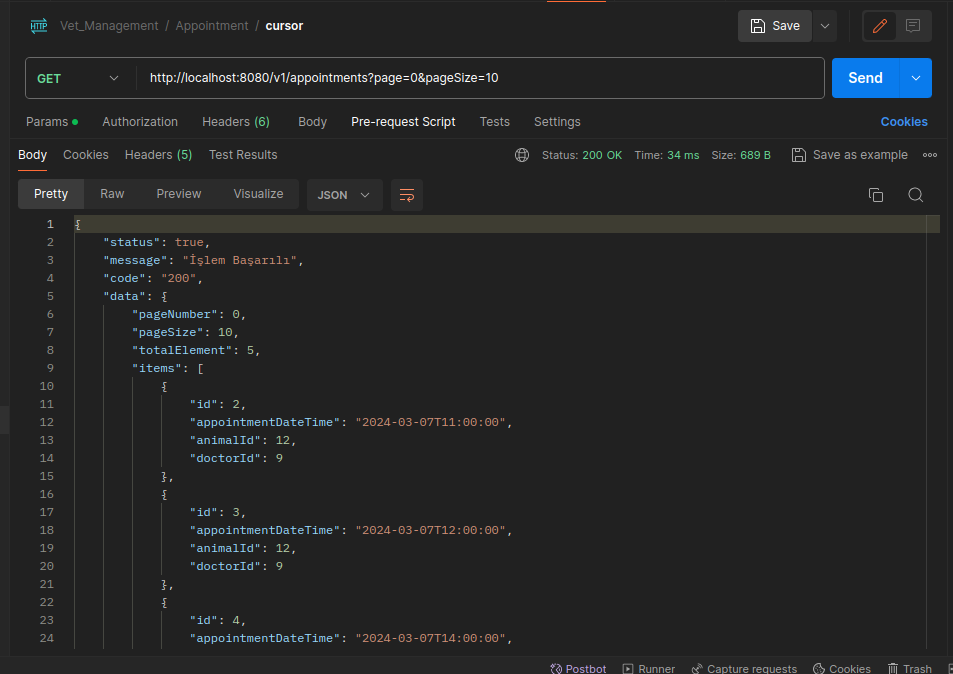 HTTP Vet_Management / Appointment / cursor Save
GET http://localhost:8080/v1/appointments?page=0&pageSize=10 Send
Params Authorization Headers (6) Body Pre-request Script Tests Settings Cookies
Body Cookies Headers (5) Test Results Status: 200 OK Time: 34 ms Size: 689 B Save as example
Pretty Raw Preview Visualize JSON
1 {
2 "status": true,
3 "message": "İşlem Başarılı",
4 "code": "200",
5 "data": {
6 "pageNumber": 0,
7 "pageSize": 10,
8 "totalElement": 5,
9 "items": [
10 {
11 "id": 2,
12 "appointmentDateTime": "2024-03-07T11:00:00",
13 "animalId": 12,
14 "doctorId": 9
15 },
16 {
17 "id": 3,
18 "appointmentDateTime": "2024-03-07T12:00:00",
19 "animalId": 12,
20 "doctorId": 9
21 },
22 {
23 "id": 4,
24 "appointmentDateTime": "2024-03-07T14:00:00",
Postbot Runner Capture requests Cookies Trash